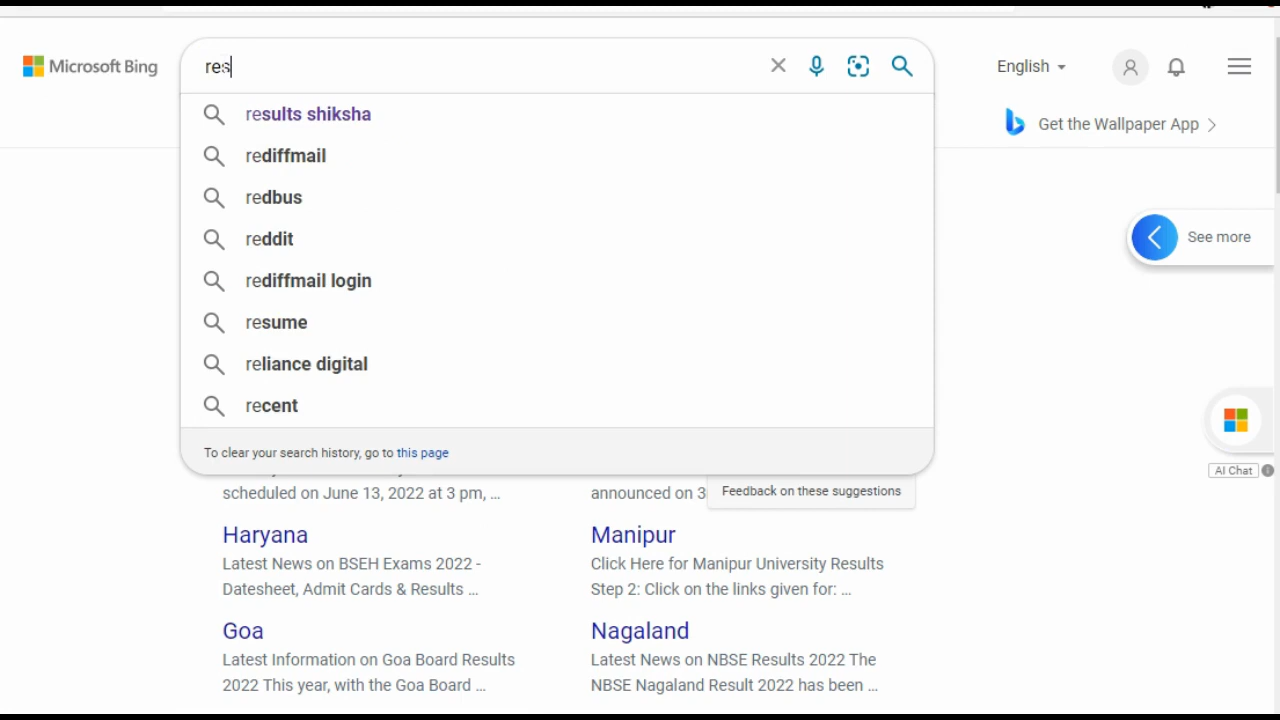 Microsoft Bing
res
English
results shiksha
Get the Wallpaper App
rediffmail
redbus
reddit
See more
rediffmail login
resume
reliance digital
recent
To clear your search history, go to this page
AI Chat
Feedback on these suggestions
scheduled on June 13, 2022 at 3 pm, ...
announced on 3
Haryana
Latest News on BSEH Exams 2022 -
Datesheet, Admit Cards & Results ...
Manipur
Click Here for Manipur University Results
Step 2: Click on the links given for: ...
Goa
Latest Information on Goa Board Results
2022 This year, with the Goa Board ...
Nagaland
Latest News on NBSE Results 2022 The
NBSE Nagaland Result 2022 has been ...